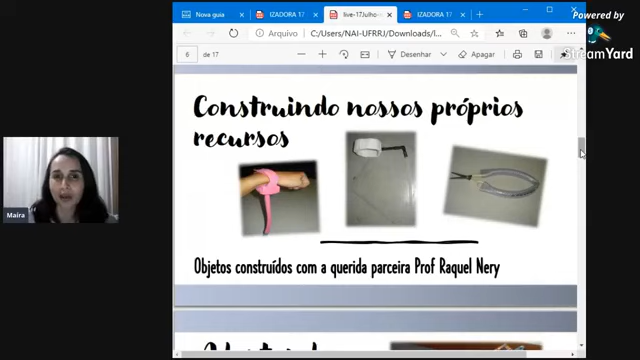 Nova guia
IZADORA 17
live-17Julho
IZADORA 17
Powered by
StreamYard
Arquivo
C:/Users/NAI-UFRRJ/Downloads/l...
6
de 17
Desenhar
Apagar
Construindo nossos próprios
recursos
Maíra
Objetos construídos com a querida parceira Prof Raquel Nery